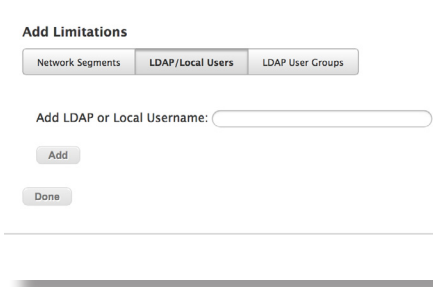 Add Limitations
Network Segments LDAP/Local Users LDAP User Groups
Add LDAP or Local Username:
Add
Done